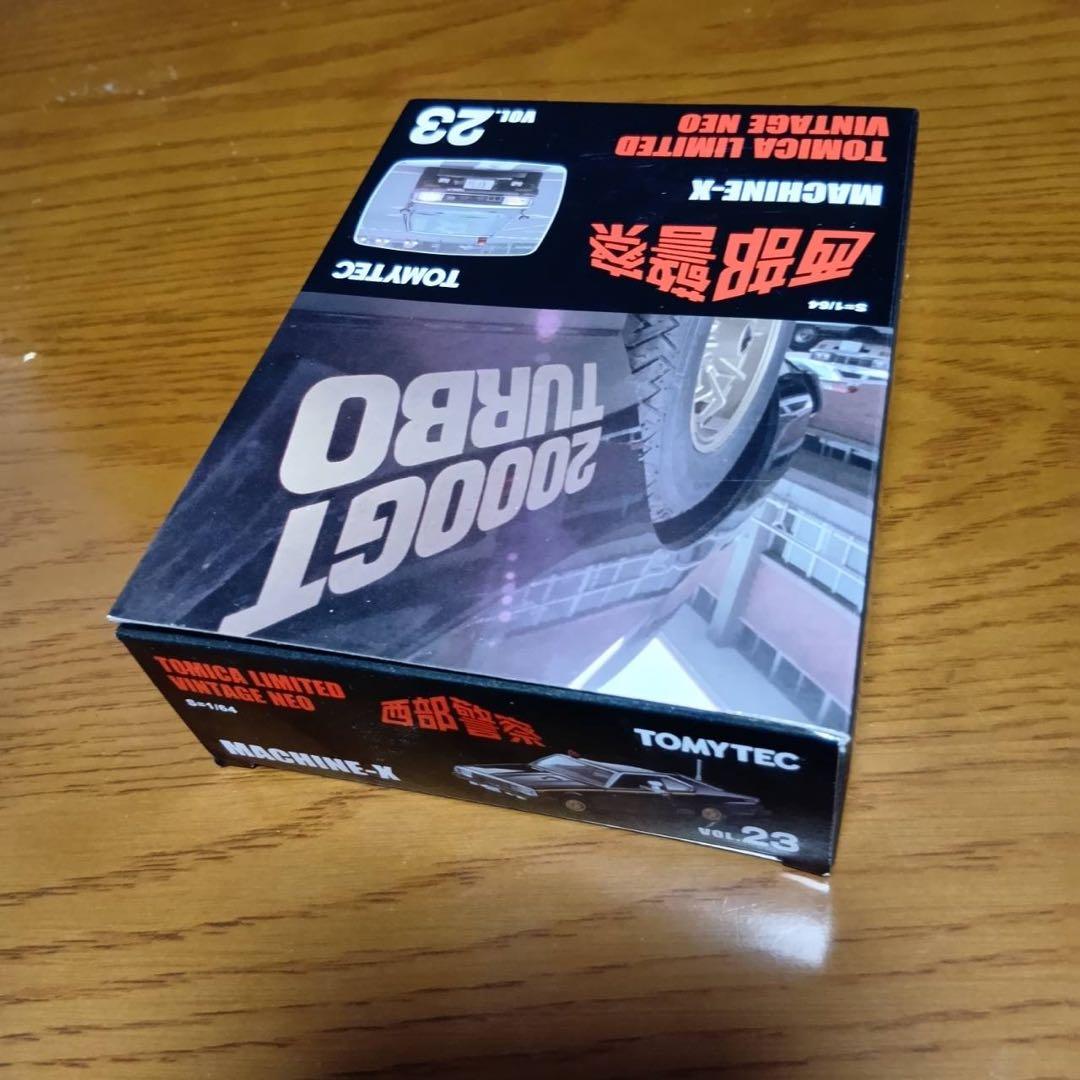 TOMICA LIMITED
VINTAGE NEO
VOL.23
MACHINE-X
西部警察
S=1/64
TOMYTEC
2000GT
TURBO
TOMICA LIMITED
VINTAGE NEO
S=1/64
西部警察
TOMYTEC
MACHINE-X
VOL.23